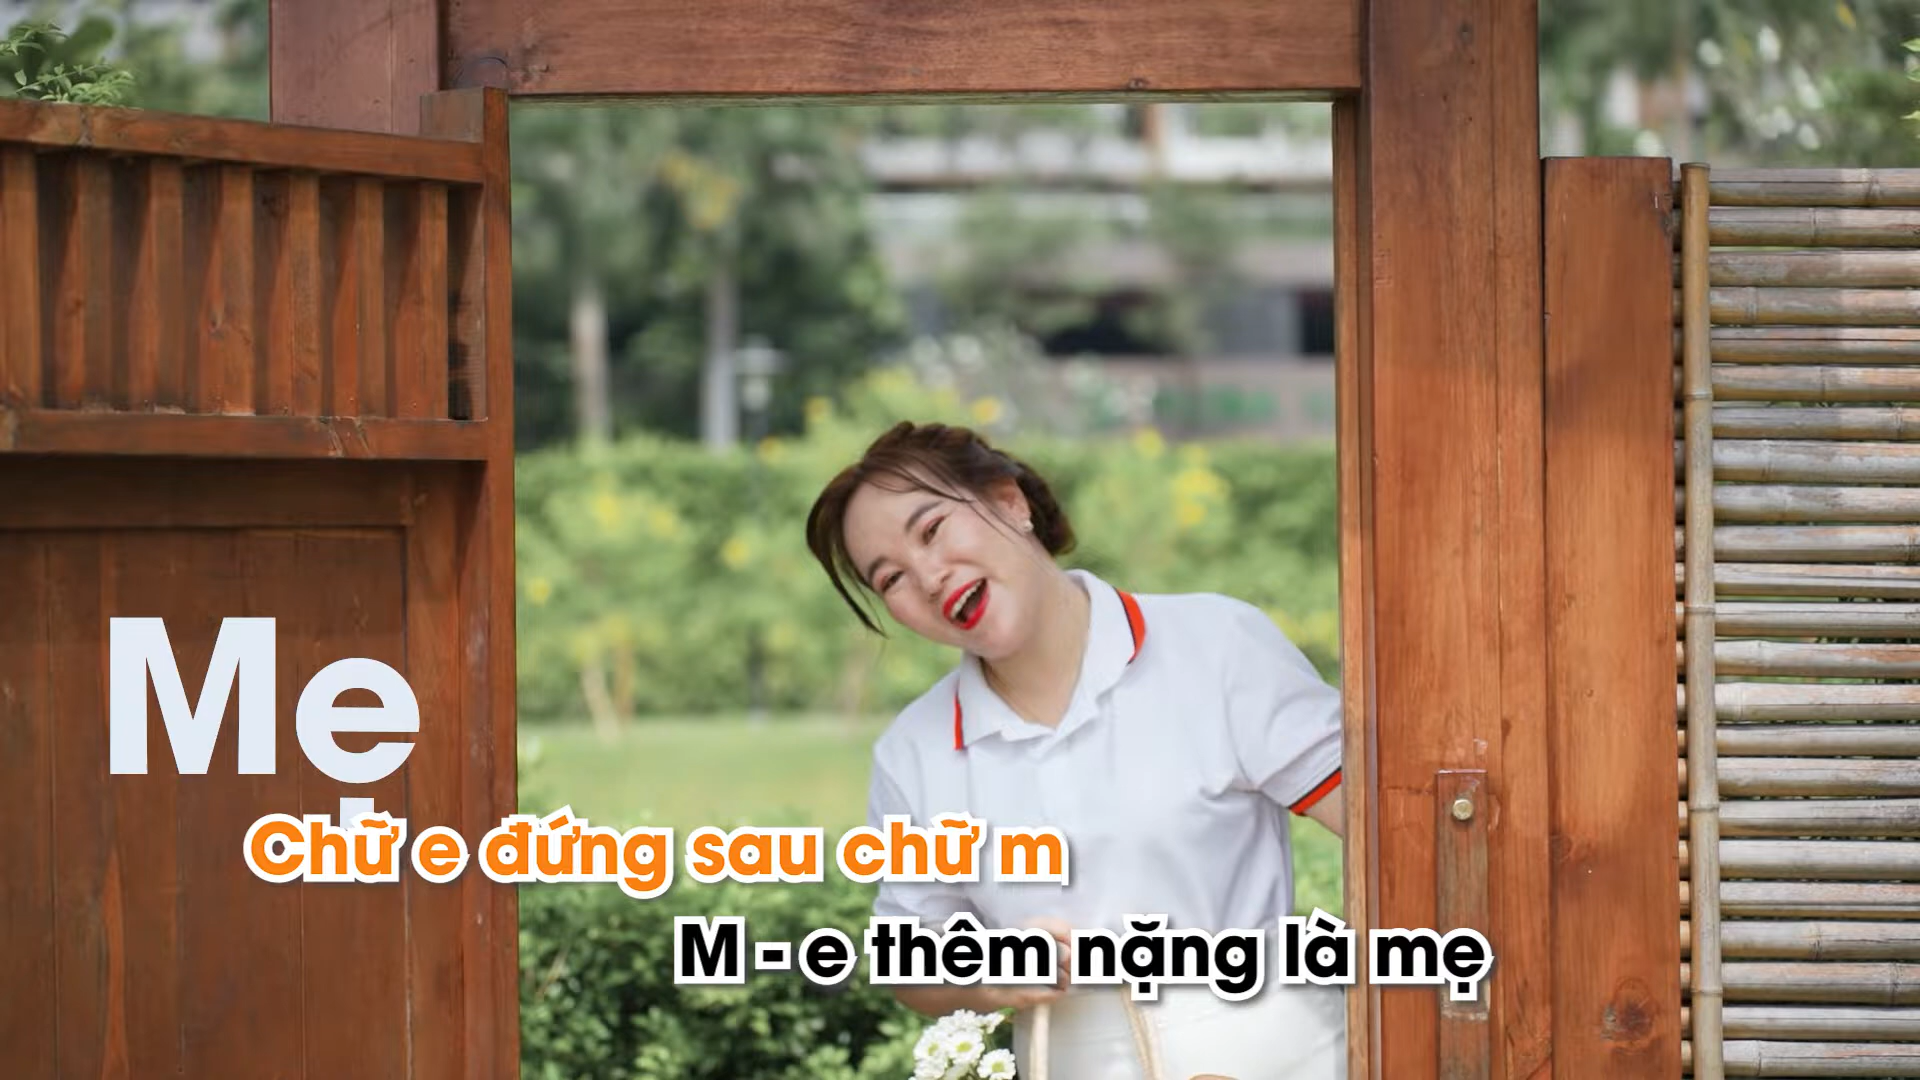 Mẹ
Chữ e đứng sau chữ m
M - e thêm nặng là mẹ